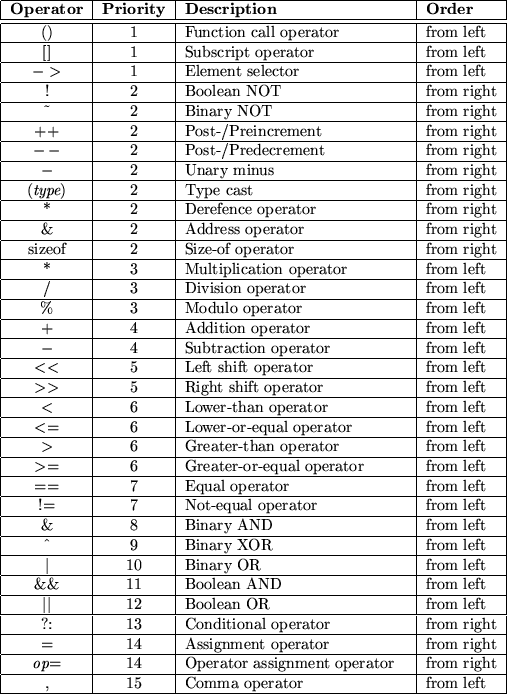 Operator Priority Description Order
() 1 Function call operator from left
[] 1 Subscript operator from left
−> 1 Element selector from left
! 2 Boolean NOT from right
~ 2 Binary NOT from right
++ 2 Post-/Preincrement from right
−− 2 Post-/Predecrement from right
− 2 Unary minus from right
(type) 2 Type cast from right
* 2 Derefence operator from right
& 2 Address operator from right
sizeof 2 Size-of operator from right
* 3 Multiplication operator from left
/ 3 Division operator from left
% 3 Modulo operator from left
+ 4 Addition operator from left
− 4 Subtraction operator from left
<< 5 Left shift operator from left
>> 5 Right shift operator from left
< 6 Lower-than operator from left
<= 6 Lower-or-equal operator from left
> 6 Greater-than operator from left
>= 6 Greater-or-equal operator from left
== 7 Equal operator from left
!= 7 Not-equal operator from left
& 8 Binary AND from left
^ 9 Binary XOR from left
| 10 Binary OR from left
&& 11 Boolean AND from left
|| 12 Boolean OR from left
?: 13 Conditional operator from right
= 14 Assignment operator from right
op= 14 Operator assignment operator from right
, 15 Comma operator from left